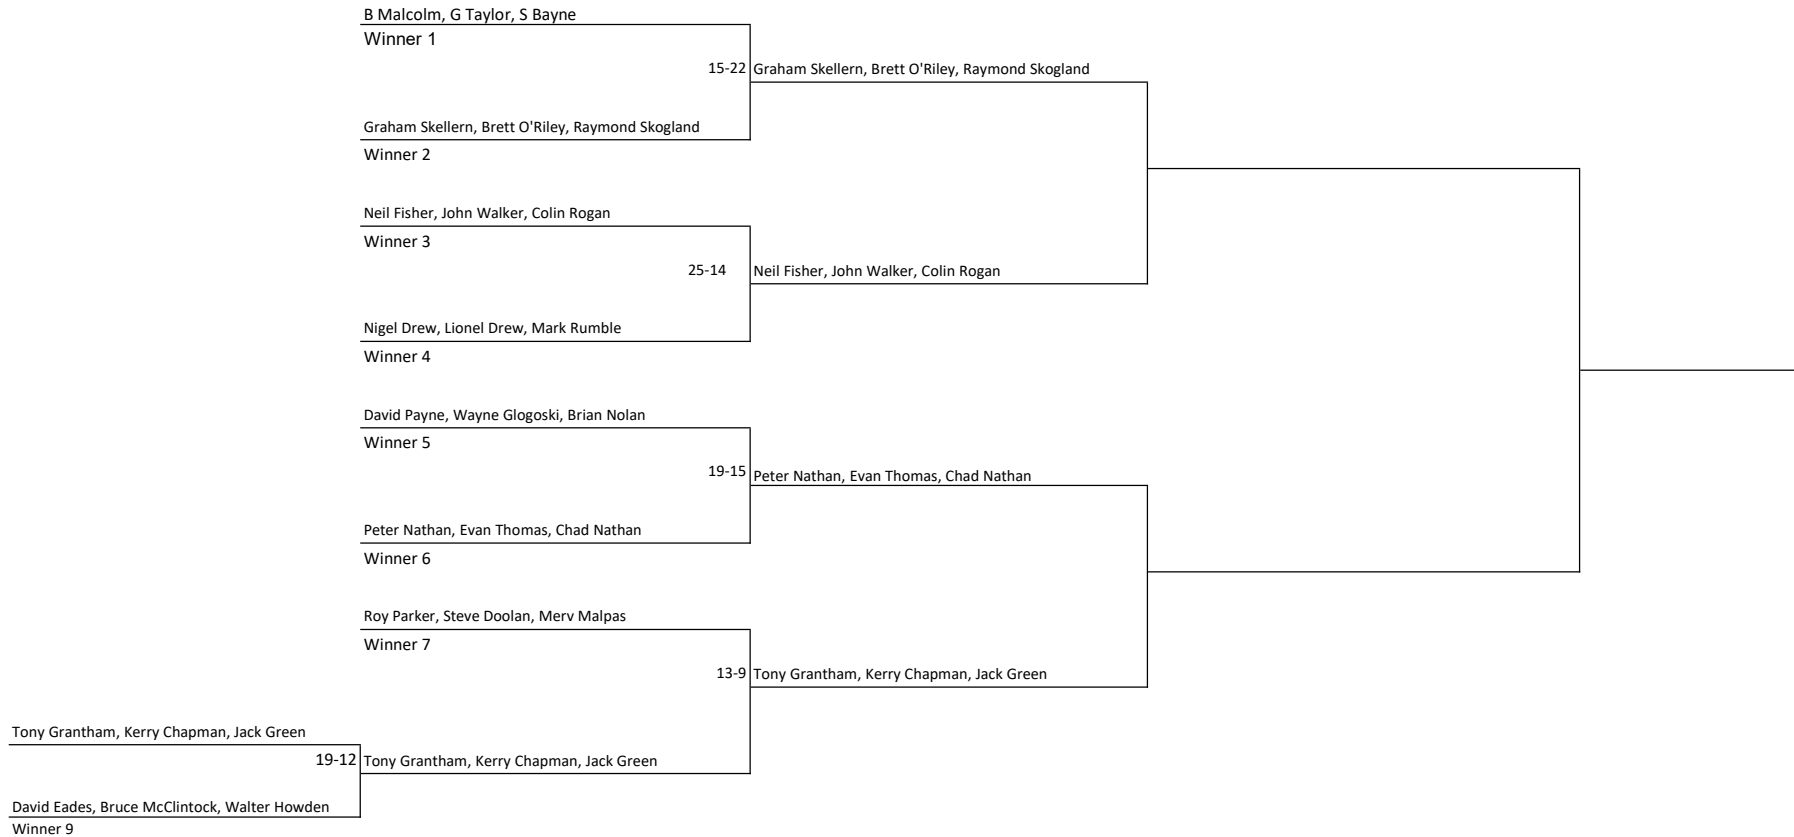 B Malcolm, G Taylor, S Bayne
Winner 1
15-22
Graham Skellern, Brett O'Riley, Raymond Skogland
Graham Skellern, Brett O'Riley, Raymond Skogland
Winner 2
Neil Fisher, John Walker, Colin Rogan
Winner 3
25-14
Neil Fisher, John Walker, Colin Rogan
Nigel Drew, Lionel Drew, Mark Rumble
Winner 4
David Payne, Wayne Glogoski, Brian Nolan
Winner 5
19-15
Peter Nathan, Evan Thomas, Chad Nathan
Peter Nathan, Evan Thomas, Chad Nathan
Winner 6
Roy Parker, Steve Doolan, Merv Malpas
Winner 7
13-9
Tony Grantham, Kerry Chapman, Jack Green
Tony Grantham, Kerry Chapman, Jack Green
19-12
Tony Grantham, Kerry Chapman, Jack Green
David Eades, Bruce McClintock, Walter Howden
Winner 9